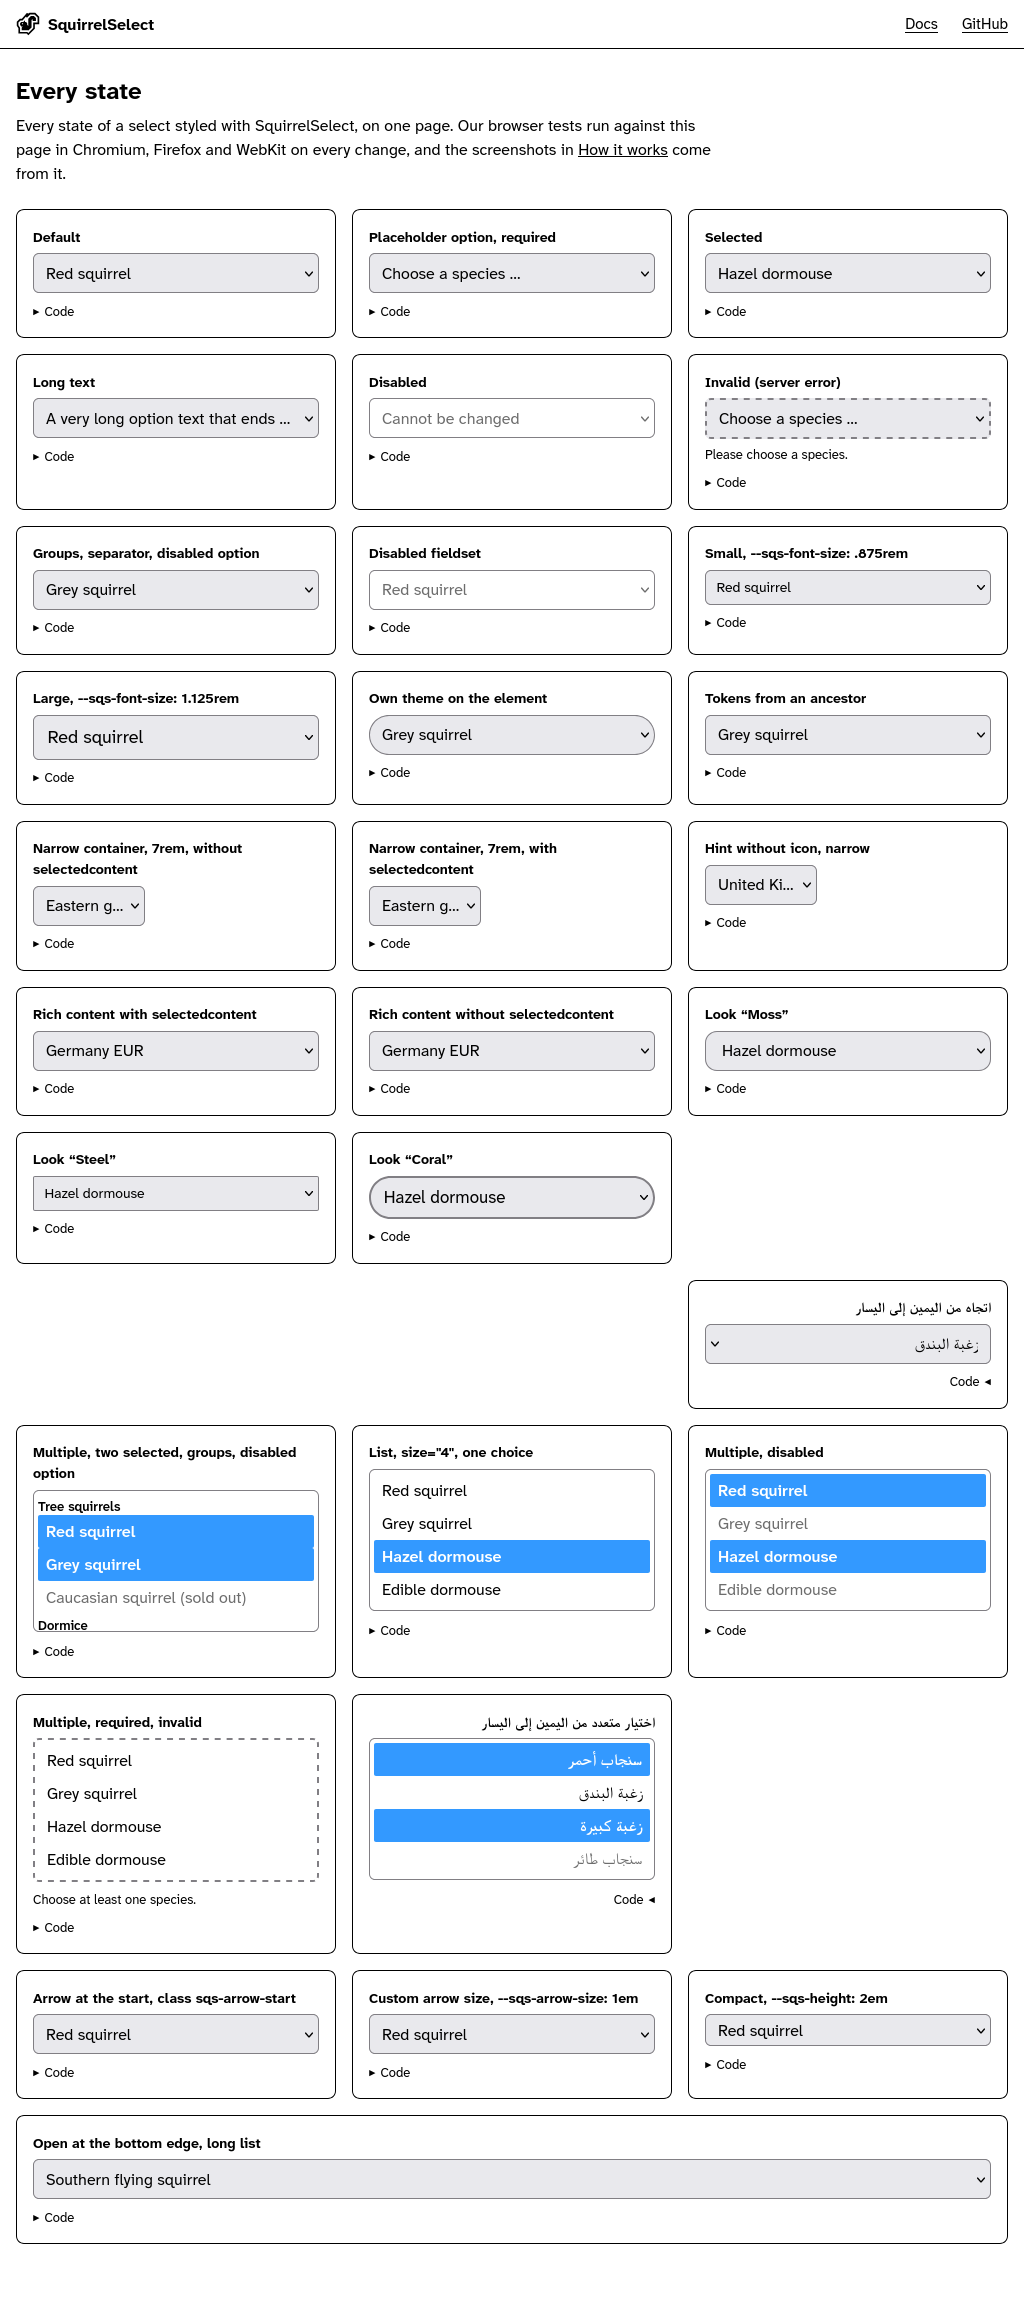 SquirrelSelect
Docs
GitHub
Every state
Every state of a select styled with SquirrelSelect, on one page. Our browser tests run against this
page in Chromium, Firefox and WebKit on every change, and the screenshots in How it works come
from it.
Default
Red squirrel
Code
Placeholder option, required
Choose a species ...
Code
Selected
Hazel dormouse
Code
Long text
A very long option text that ends ...
Code
Disabled
Cannot be changed
Code
Invalid (server error)
Choose a species ...
Please choose a species.
Code
Groups, separator, disabled option
Grey squirrel
Code
Disabled fieldset
Red squirrel
Code
Small, --sqs-font-size: .875rem
Red squirrel
Code
Large, --sqs-font-size: 1.125rem
Red squirrel
Code
Own theme on the element
Grey squirrel
Code
Tokens from an ancestor
Grey squirrel
Code
Narrow container, 7rem, without
selectedcontent
Eastern g...
Code
Narrow container, 7rem, with
selectedcontent
Eastern g...
Code
Hint without icon, narrow
United Ki...
Code
Rich content with selectedcontent
Germany EUR
Code
Rich content without selectedcontent
Germany EUR
Code
Look “Moss”
Hazel dormouse
Code
Look “Steel”
Hazel dormouse
Code
Look “Coral”
Hazel dormouse
Code
اتجاه من اليمين إلى اليسار
زغبة البندق
Code
Multiple, two selected, groups, disabled
option
Tree squirrels
Red squirrel
Grey squirrel
Caucasian squirrel (sold out)
Dormice
Code
List, size="4", one choice
Red squirrel
Grey squirrel
Hazel dormouse
Edible dormouse
Code
Multiple, disabled
Red squirrel
Grey squirrel
Hazel dormouse
Edible dormouse
Code
Multiple, required, invalid
Red squirrel
Grey squirrel
Hazel dormouse
Edible dormouse
Choose at least one species.
Code
اختيار متعدد من اليمين إلى اليسار
سنجاب أحمر
زغبة البندق
زغبة كبيرة
سنجاب طائر
Code
Arrow at the start, class sqs-arrow-start
Red squirrel
Code
Custom arrow size, --sqs-arrow-size: 1em
Red squirrel
Code
Compact, --sqs-height: 2em
Red squirrel
Code
Open at the bottom edge, long list
Southern flying squirrel
Code